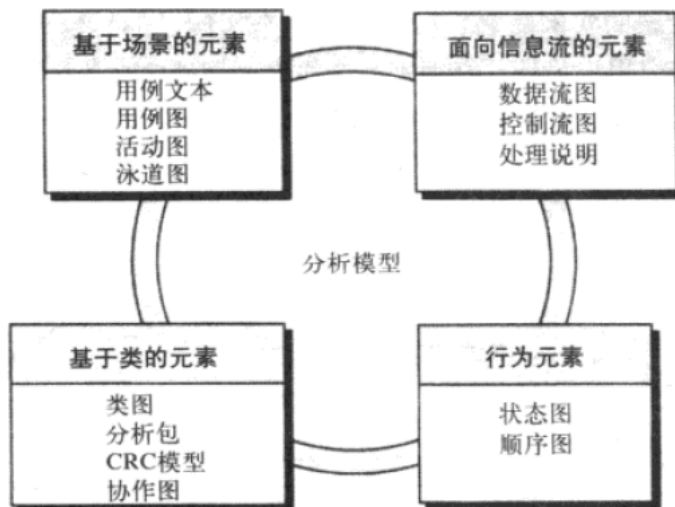 基于场景的元素
用例文本
用例图
活动图
泳道图
面向信息流的元素
数据流图
控制流图
处理说明
分析模型
基于类的元素
类图
分析包
CRC模型
协作图
行为元素
状态图
顺序图